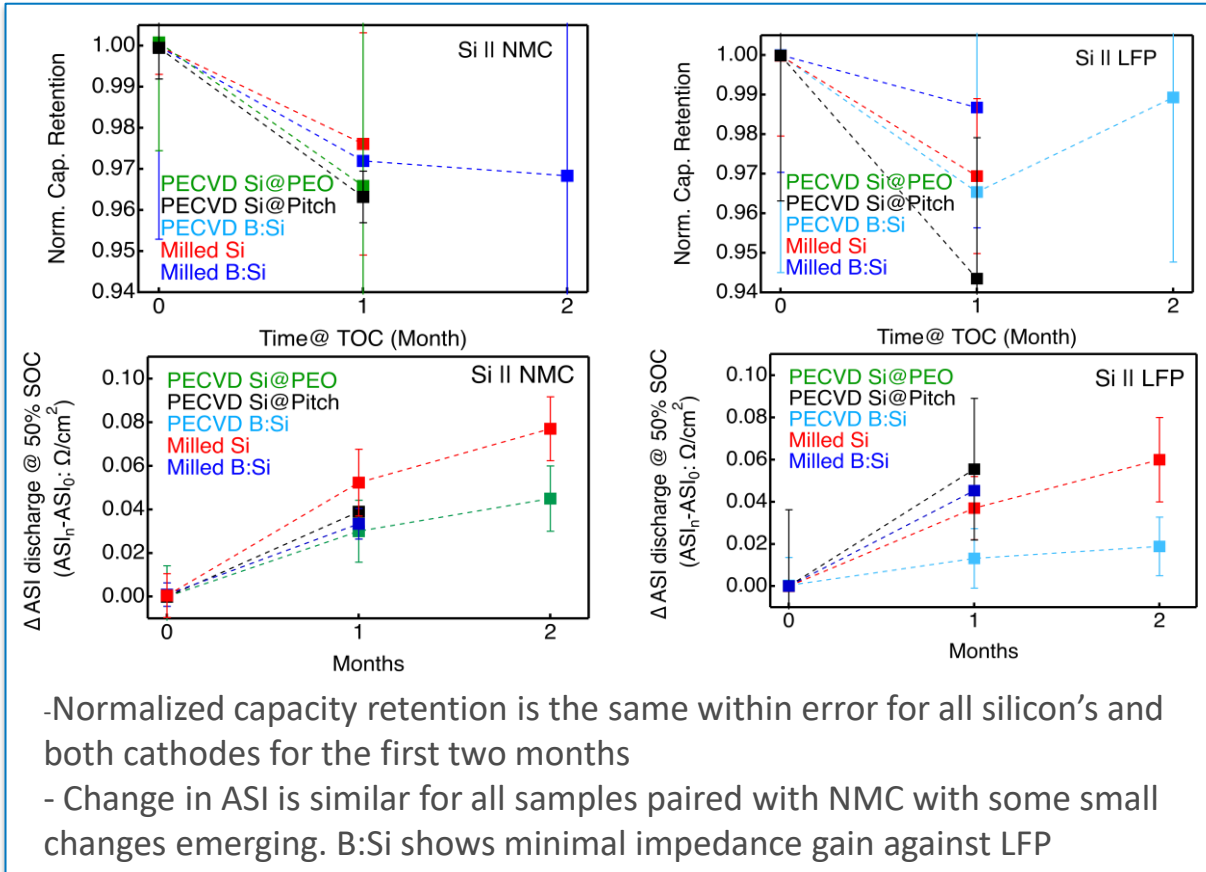 Si ll NMC
1.00
0.99
0.98
0.97
0.96
0.95
0.94
Norm. Cap. Retention
PECVD Si@PEO
PECVD Si@Pitch
PECVD B:Si
Milled Si
Milled B:Si
0
1
2
Time@ TOC (Month)
Si ll LFP
1.00
0.99
0.98
0.97
0.96
0.95
0.94
Norm. Cap. Retention
PECVD Si@PEO
PECVD Si@Pitch
PECVD B:Si
Milled Si
Milled B:Si
0
1
2
Time@ TOC (Month)
Si ll NMC
0.10
0.08
0.06
0.04
0.02
0.00
Δ ASI discharge @ 50% SOC
(ASIn-ASI0: Ω/cm²)
PECVD Si@PEO
PECVD Si@Pitch
PECVD B:Si
Milled Si
Milled B:Si
0
1
2
Months
Si ll LFP
0.10
0.08
0.06
0.04
0.02
0.00
Δ ASI discharge @ 50% SOC
(ASIn-ASI0: Ω/cm²)
PECVD Si@PEO
PECVD Si@Pitch
PECVD B:Si
Milled Si
Milled B:Si
0
1
2
Months
-Normalized capacity retention is the same within error for all silicon’s and
both cathodes for the first two months
- Change in ASI is similar for all samples paired with NMC with some small
changes emerging. B:Si shows minimal impedance gain against LFP